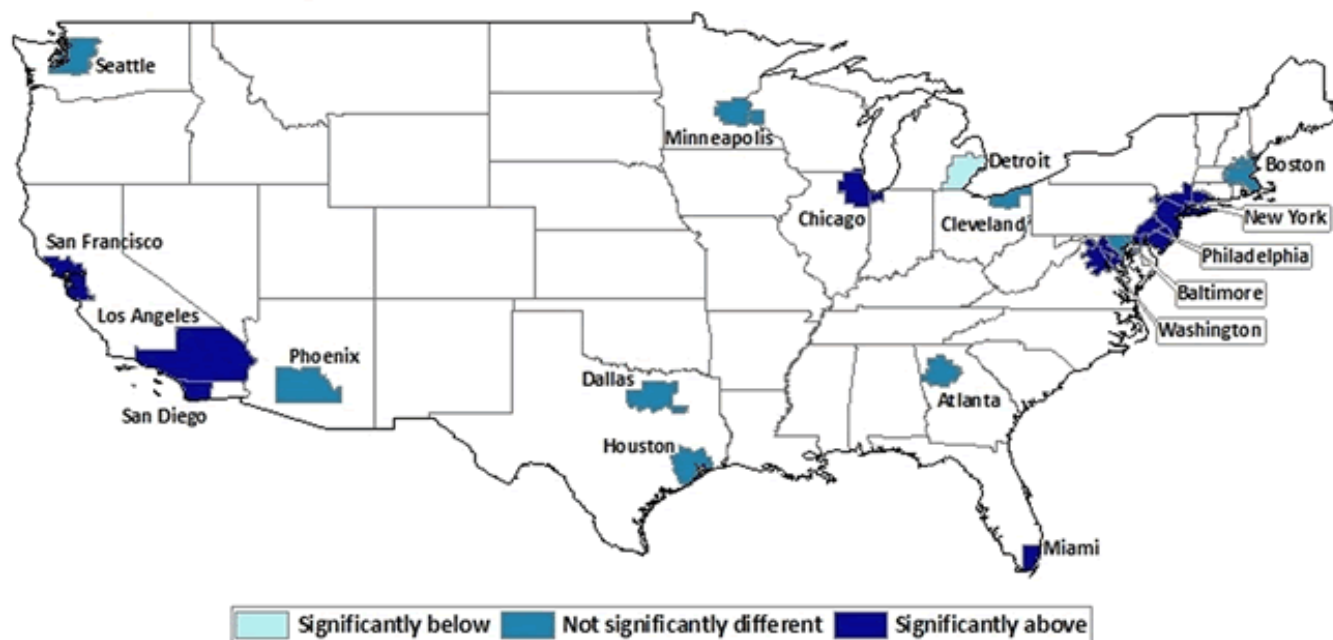 Seattle
Minneapolis
Detroit
Boston
Chicago
Cleveland
New York
San Francisco
Philadelphia
Baltimore
Los Angeles
Washington
Phoenix
Dallas
Atlanta
San Diego
Houston
Miami
Significantly below
Not significantly different
Significantly above